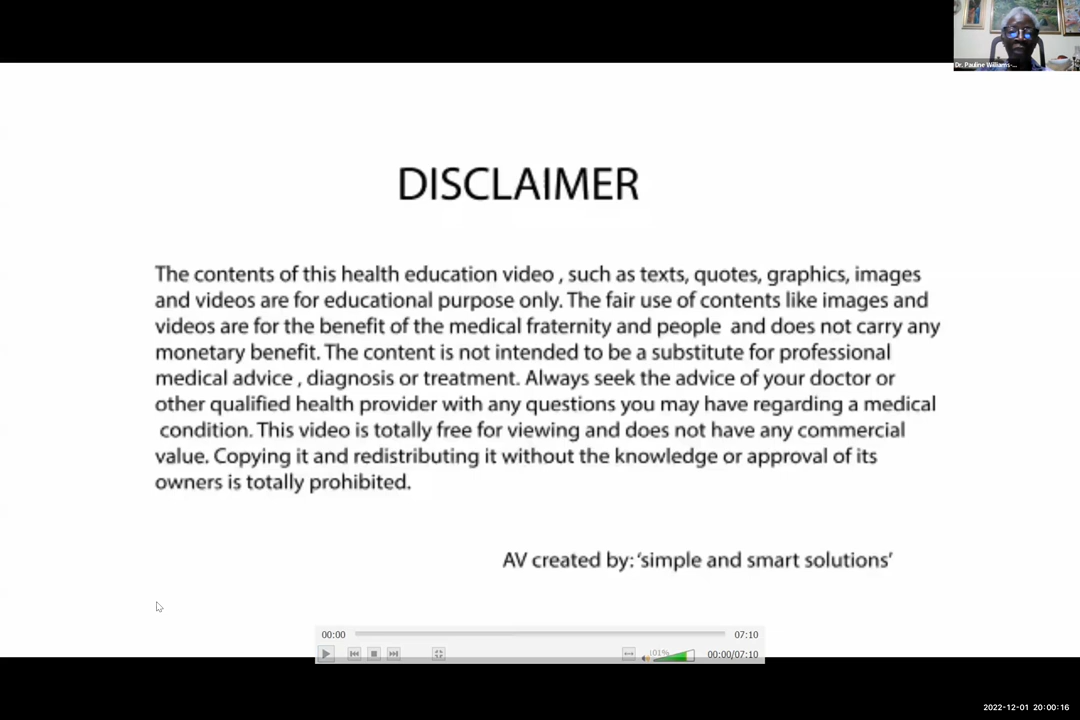 Dr. Pauline Williams-...
DISCLAIMER
The contents of this health education video , such as texts, quotes, graphics, images
and videos are for educational purpose only. The fair use of contents like images and
videos are for the benefit of the medical fraternity and people and does not carry any
monetary benefit. The content is not intended to be a substitute for professional
medical advice , diagnosis or treatment. Always seek the advice of your doctor or
other qualified health provider with any questions you may have regarding a medical
condition. This video is totally free for viewing and does not have any commercial
value. Copying it and redistributing it without the knowledge or approval of its
owners is totally prohibited.
AV created by: ‘simple and smart solutions’
00:00
07:10
101%
00:00/07:10
2022-12-01 20:00:16